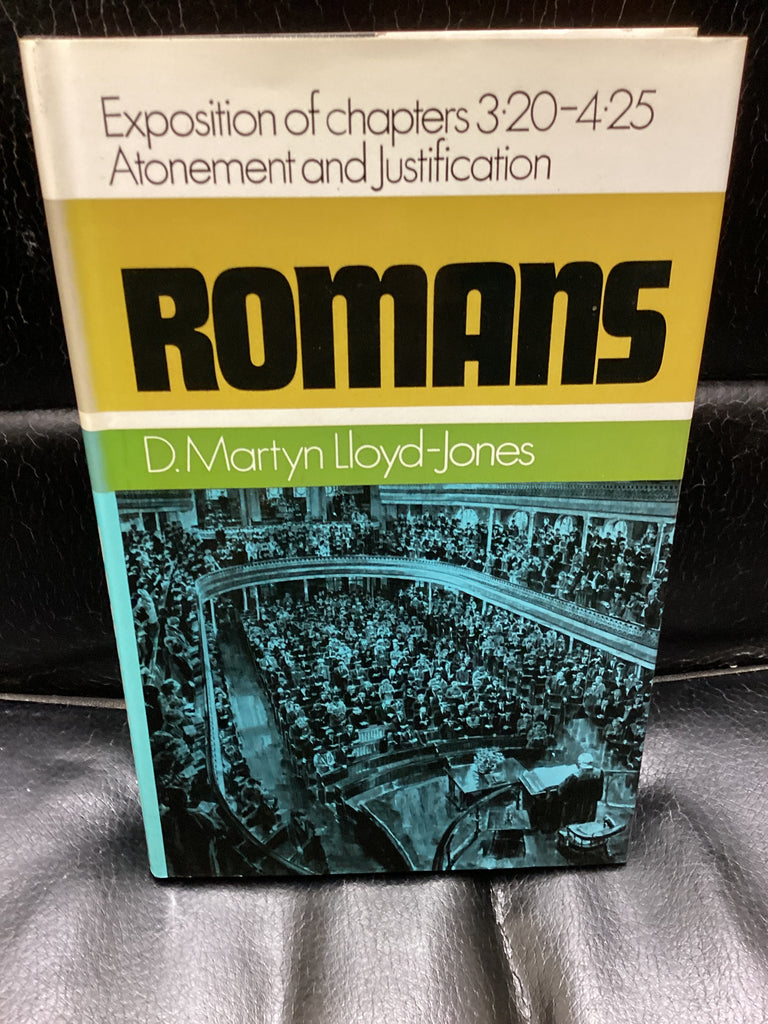 Exposition of chapters 3·20-4·25
Atonement and Justification
ROMANS
D. Martyn Lloyd-Jones